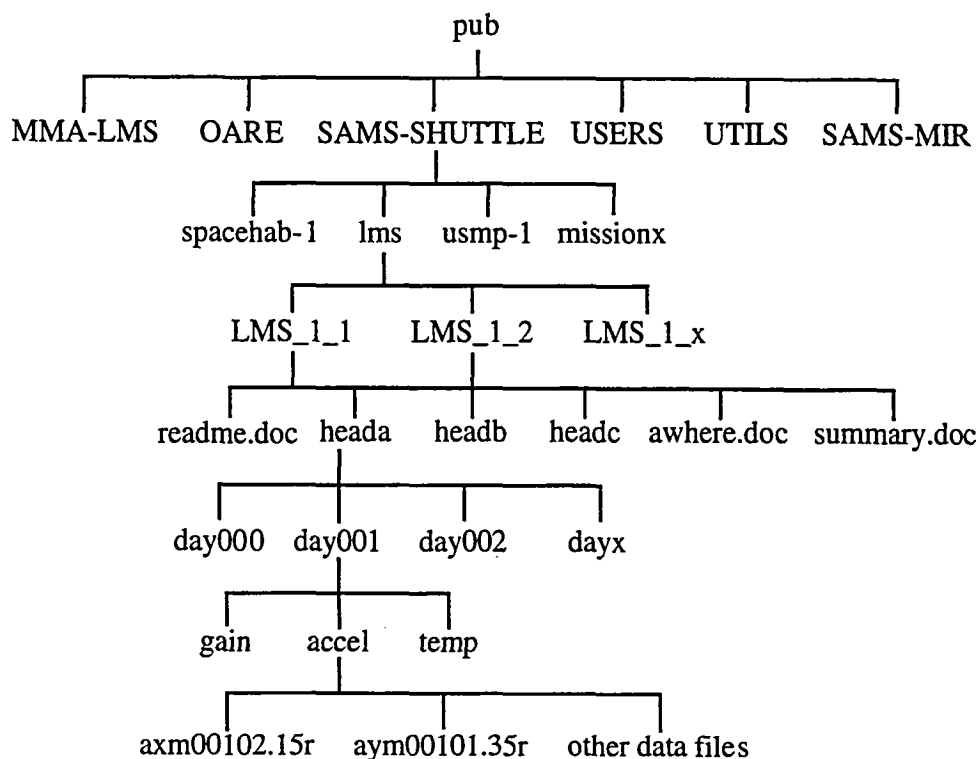 pub
MMA-LMS OARE SAMS-SHUTTLE USERS UTILS SAMS-MIR
spacehab-1 lms usmp-1 missionx
LMS_1_1 LMS_1_2 LMS_1_x
readme.doc heada headb headc awhere.doc summary.doc
day000 day001 day002 dayx
gain accel temp
axm00102.15r aym00101.35r other data files